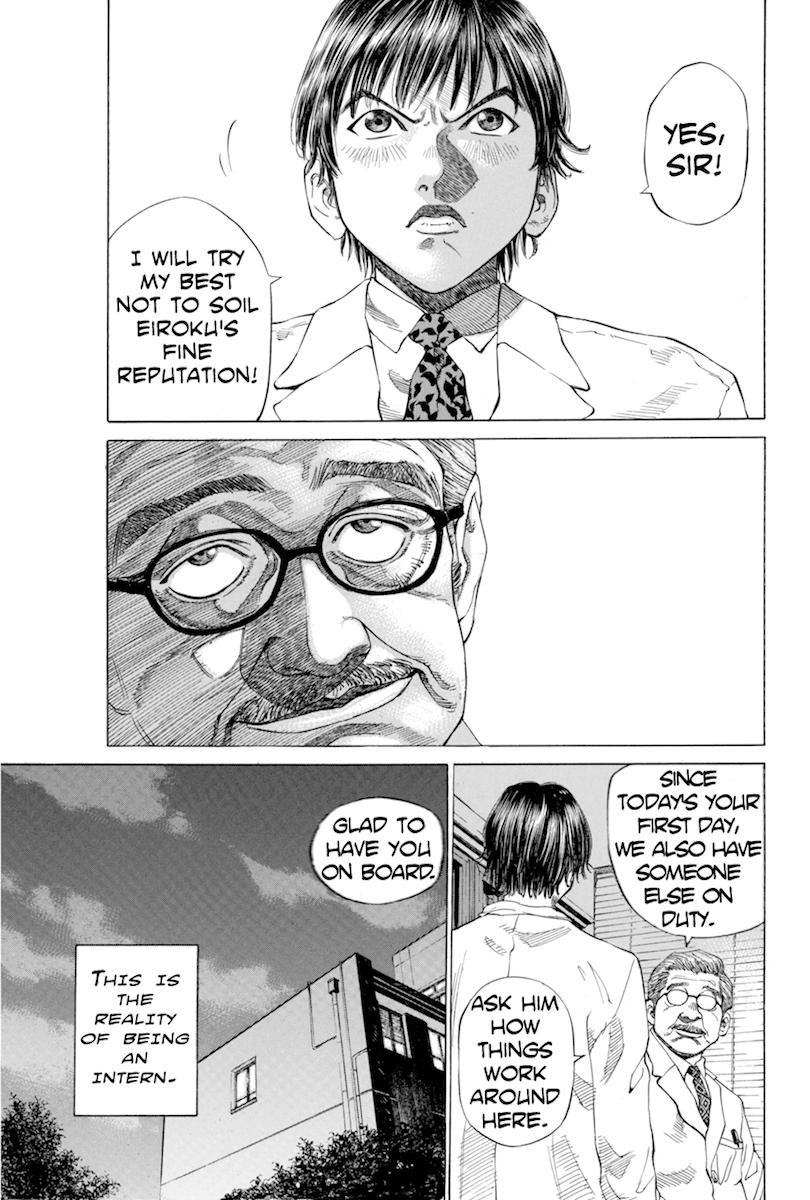 YES,
SIR!
I WILL TRY
MY BEST
NOT TO SOIL
EIROKU'S
FINE
REPUTATION!
SINCE
TODAY'S YOUR
FIRST DAY,
WE ALSO HAVE
SOMEONE
ELSE ON
DUTY.
ASK HIM
HOW
THINGS
WORK
AROUND
HERE.
GLAD TO
HAVE YOU
ON BOARD.
THIS IS
THE
REALITY
OF BEING
AN
INTERN.